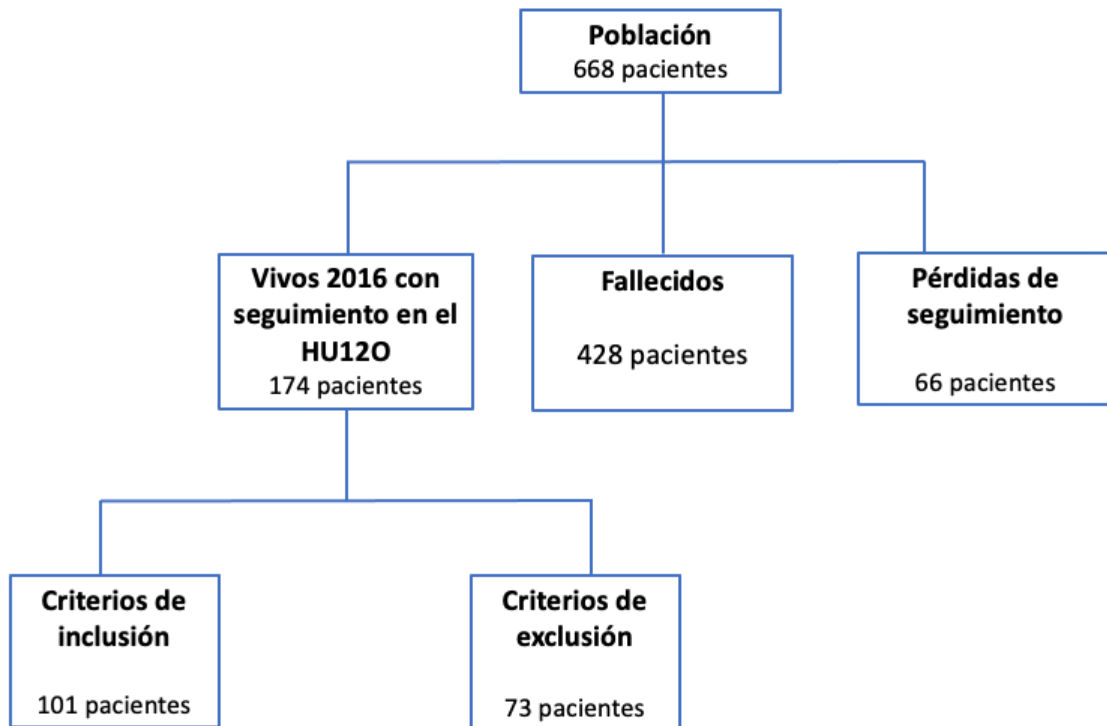 Población
668 pacientes
Vivos 2016 con
seguimiento en el
HU12O
174 pacientes
Fallecidos
428 pacientes
Pérdidas de
seguimiento
66 pacientes
Criterios de
inclusión
101 pacientes
Criterios de
exclusión
73 pacientes